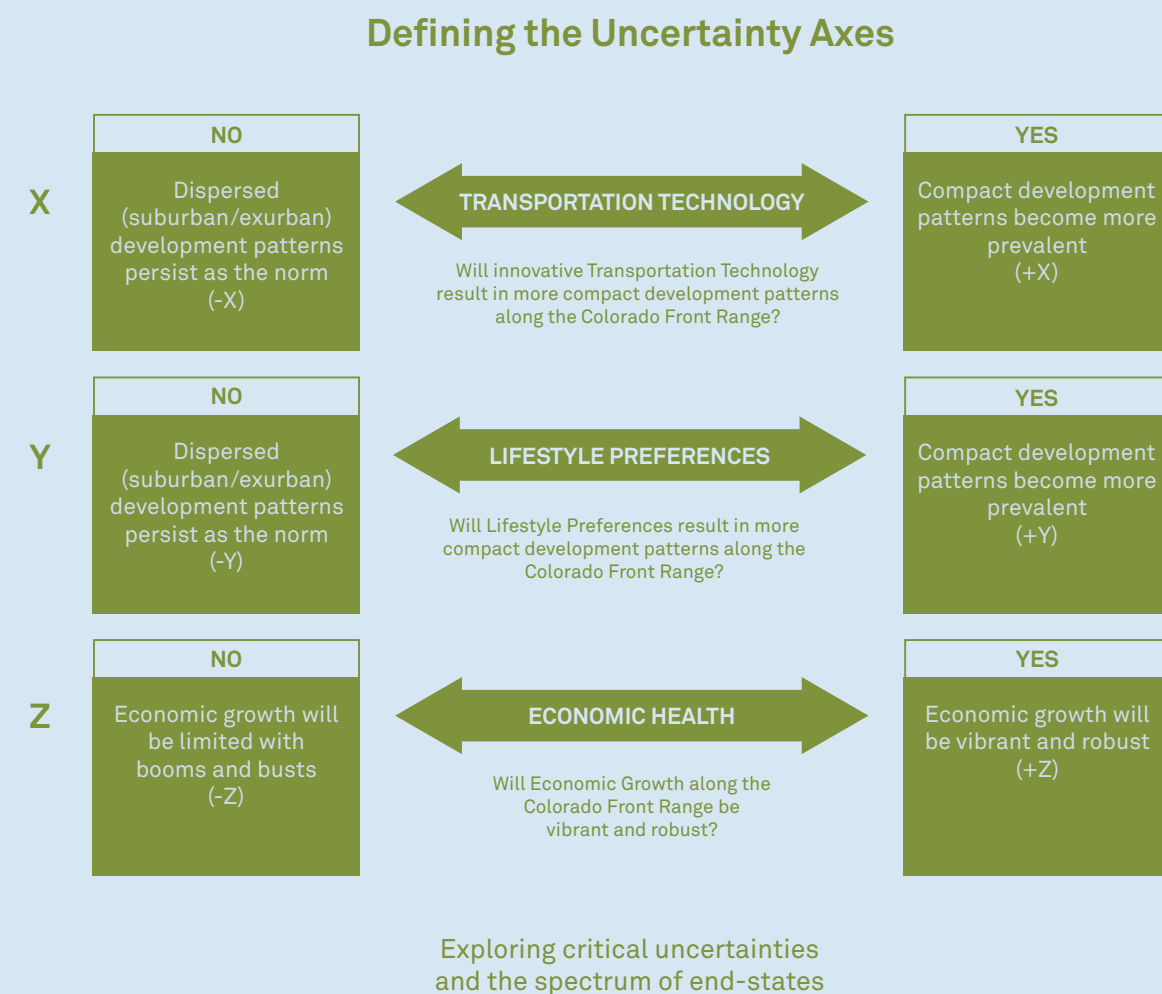 Defining the Uncertainty Axes
X
NO
Dispersed
(suburban/exurban)
development patterns
persist as the norm
(-X)
TRANSPORTATION TECHNOLOGY
Will innovative Transportation Technology
result in more compact development patterns
along the Colorado Front Range?
YES
Compact development
patterns become more
prevalent
(+X)
Y
NO
Dispersed
(suburban/exurban)
development patterns
persist as the norm
(-Y)
LIFESTYLE PREFERENCES
Will Lifestyle Preferences result in more
compact development patterns along the
Colorado Front Range?
YES
Compact development
patterns become more
prevalent
(+Y)
Z
NO
Economic growth will
be limited with
booms and busts
(-Z)
ECONOMIC HEALTH
Will Economic Growth along the
Colorado Front Range be
vibrant and robust?
YES
Economic growth will
be vibrant and robust
(+Z)
Exploring critical uncertainties
and the spectrum of end-states